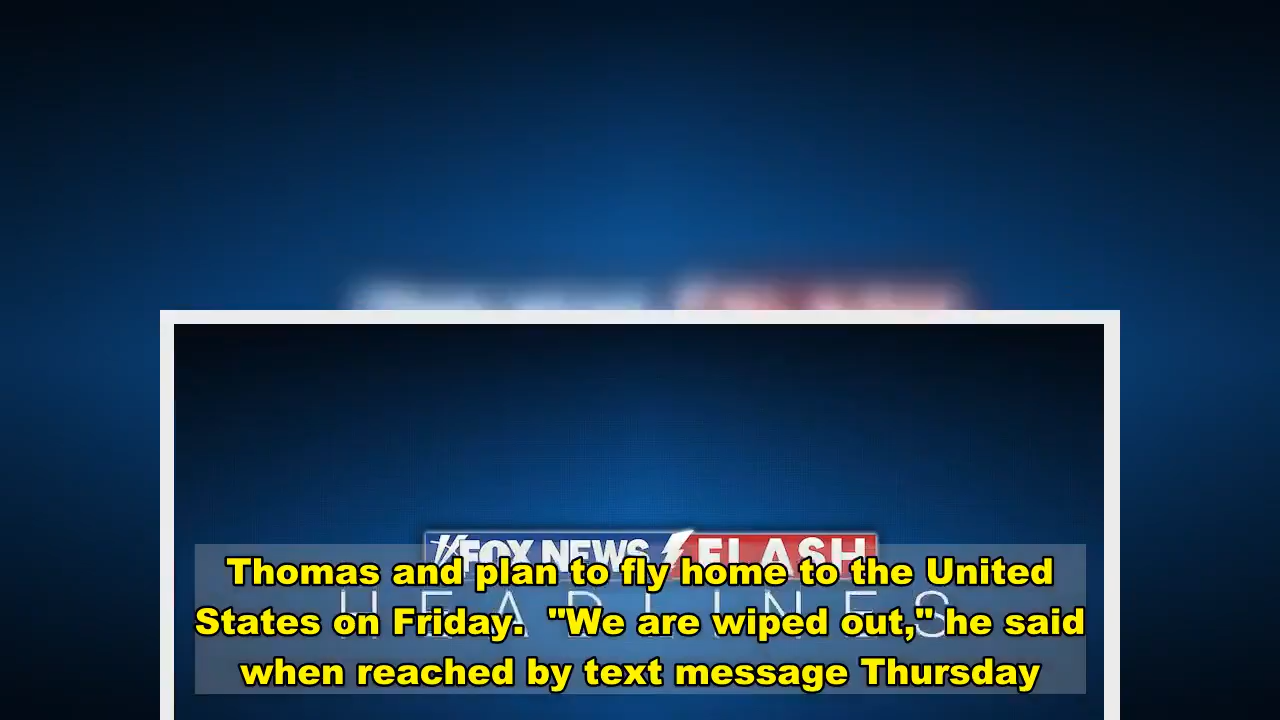 FOX NEWS FLASH
HEADLINES
Thomas and plan to fly home to the United
States on Friday.  "We are wiped out," he said
when reached by text message Thursday